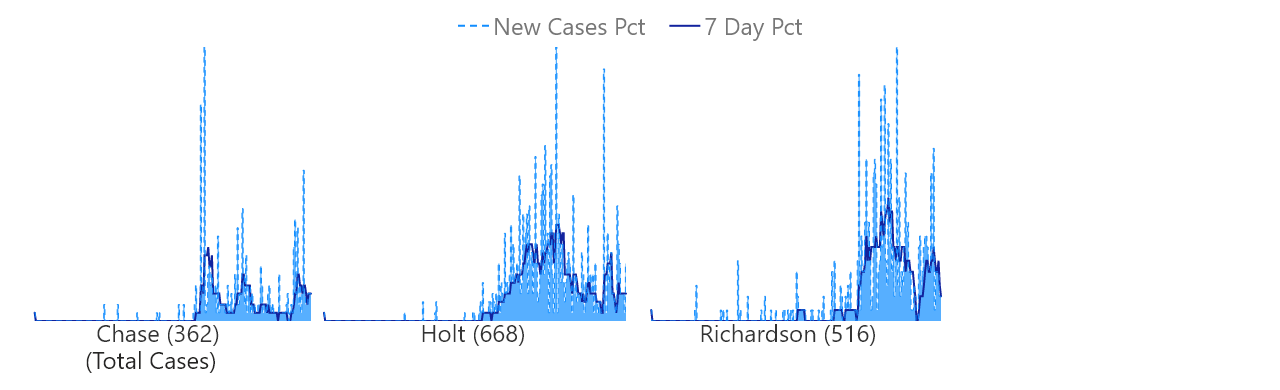 New Cases Pct 7 Day Pct
Chase (362) Holt (668) Richardson (516)
(Total Cases)